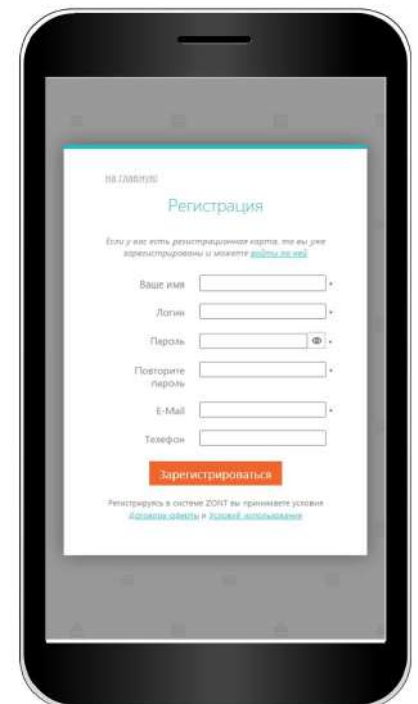 на главную
Регистрация
Если у вас есть регистрационная карта, то вы уже
зарегистрированы и можете войти по ней
Ваше имя
*
Логин
*
Пароль
*
Повторите
пароль
*
E-Mail
*
Телефон
Зарегистрироваться
Регистрируясь в системе ZONT вы принимаете условия
Договора-оферты и Условий использования